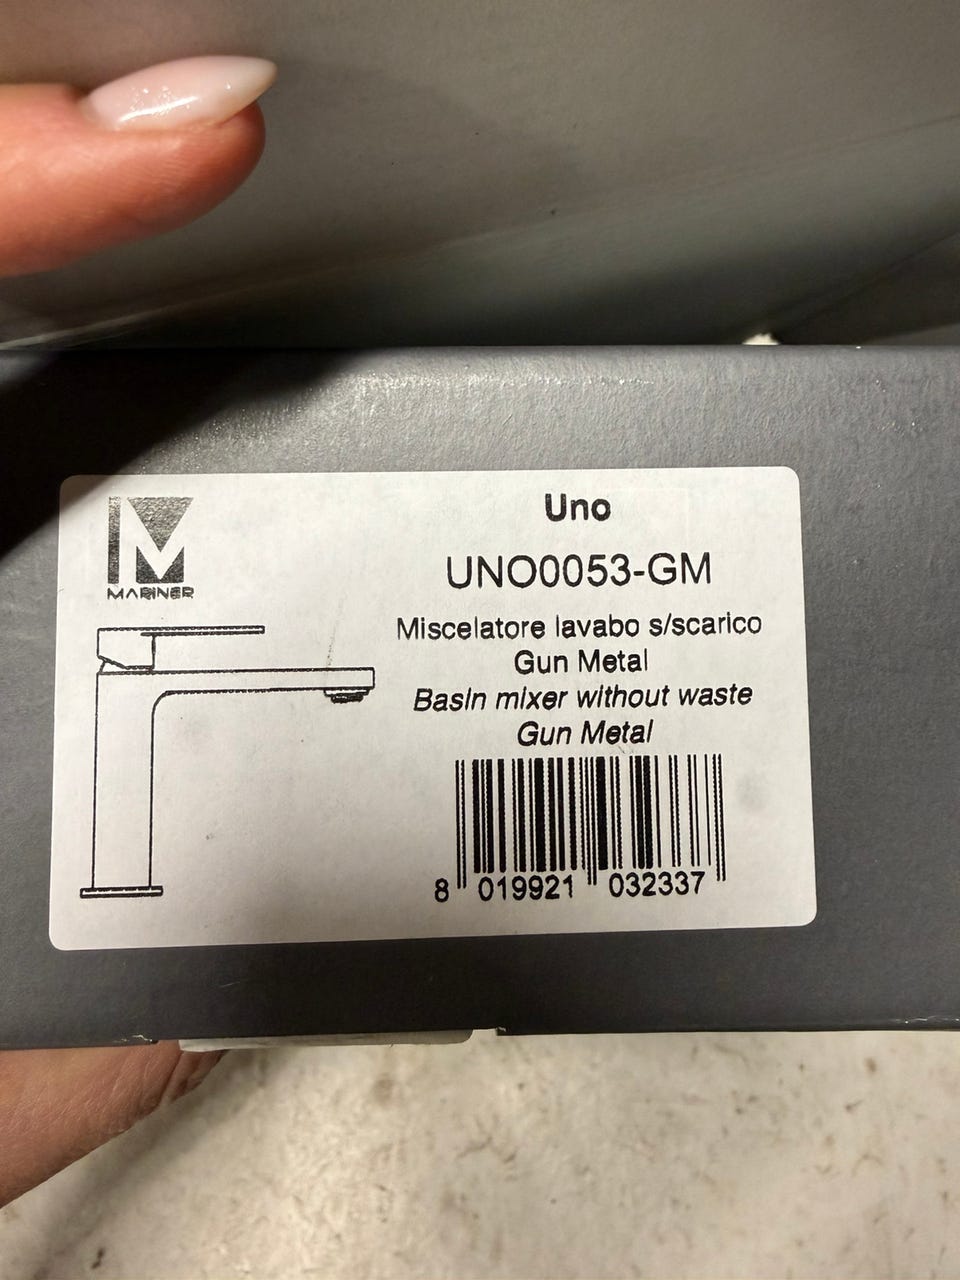 MARINER
Uno
UNO0053-GM
Miscelatore lavabo s/scarico
Gun Metal
Basin mixer without waste
Gun Metal
8 019921 032337